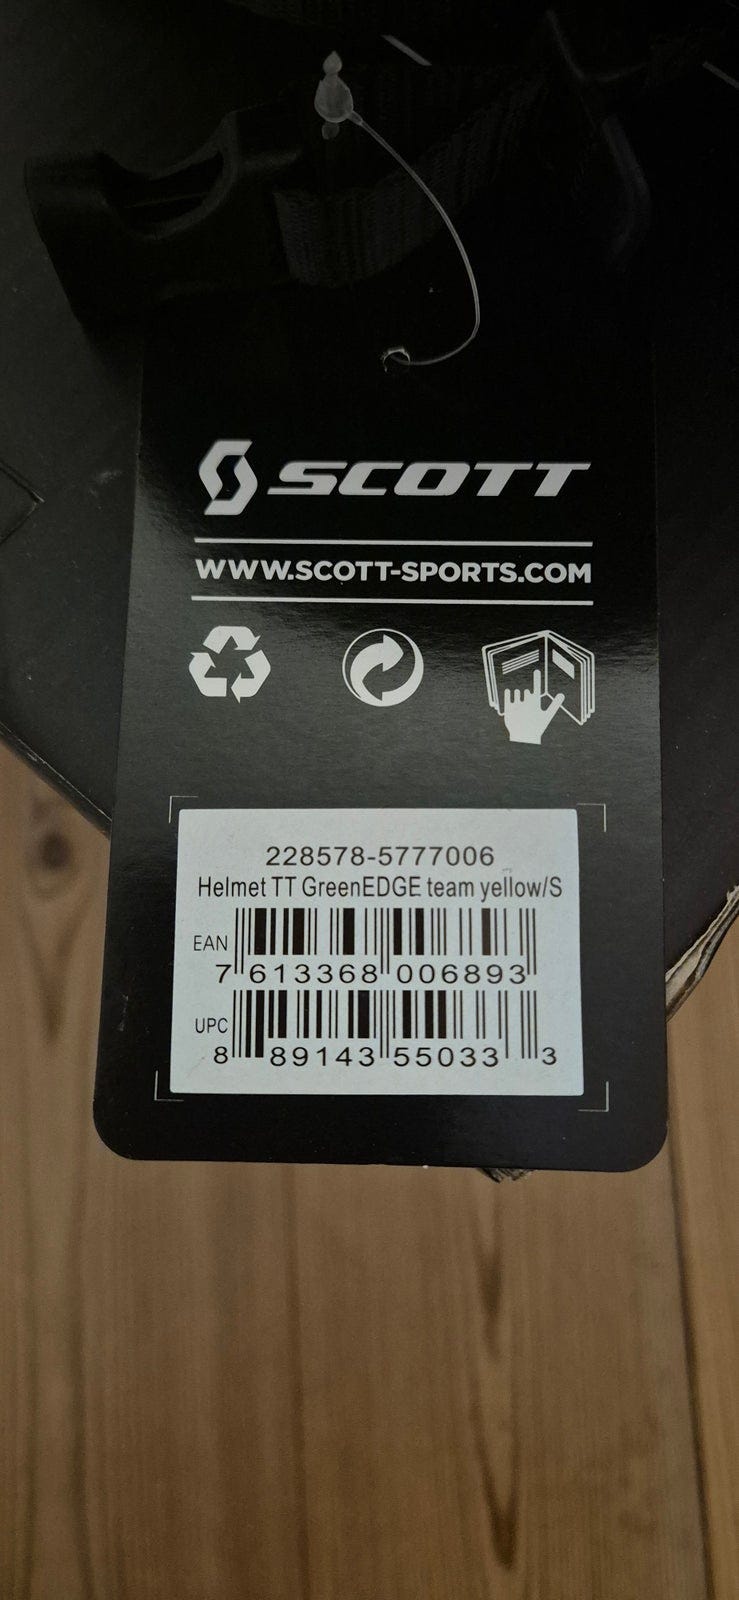 SCOTT
WWW.SCOTT-SPORTS.COM
228578-5777006
Helmet TT GreenEDGE team yellow/S
EAN
7 613368 006893
UPC
8 89143 55033 3